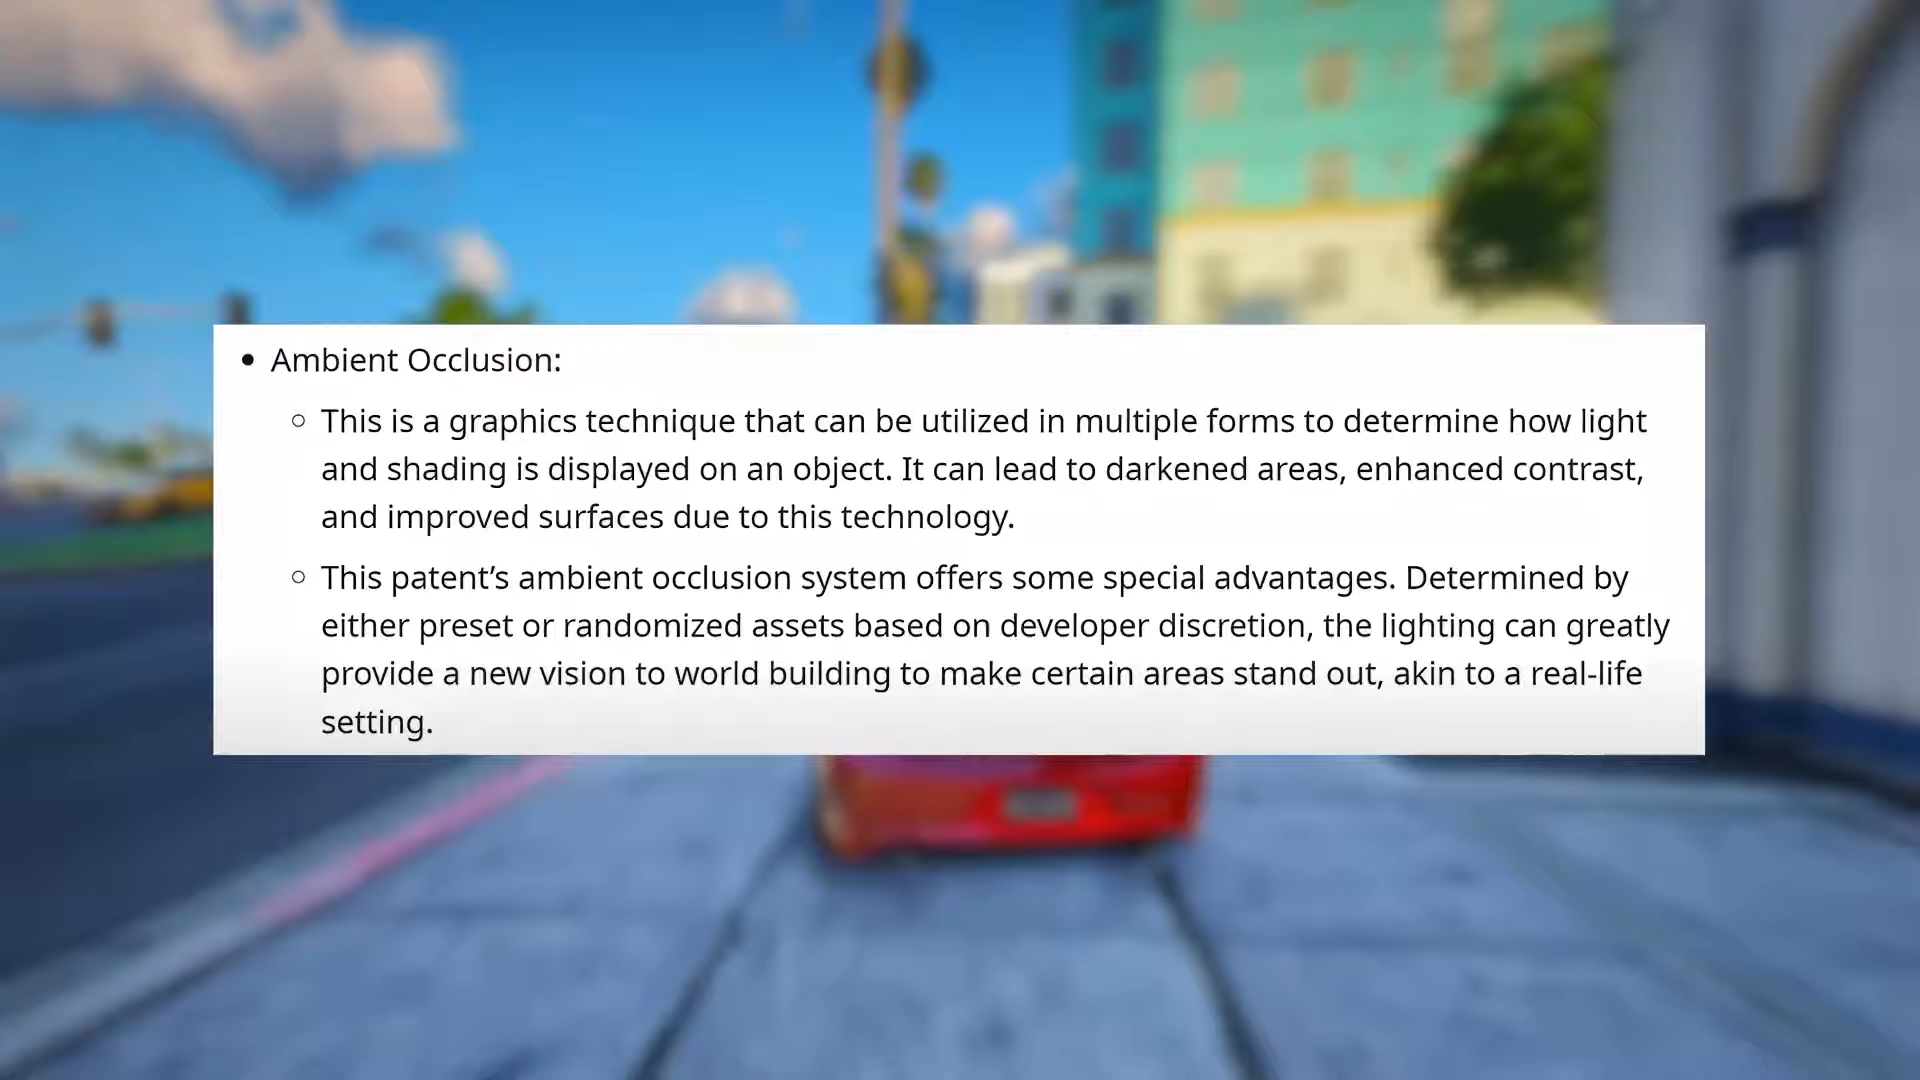 • Ambient Occlusion:
○ This is a graphics technique that can be utilized in multiple forms to determine how light
and shading is displayed on an object. It can lead to darkened areas, enhanced contrast,
and improved surfaces due to this technology.
○ This patent’s ambient occlusion system offers some special advantages. Determined by
either preset or randomized assets based on developer discretion, the lighting can greatly
provide a new vision to world building to make certain areas stand out, akin to a real-life
setting.